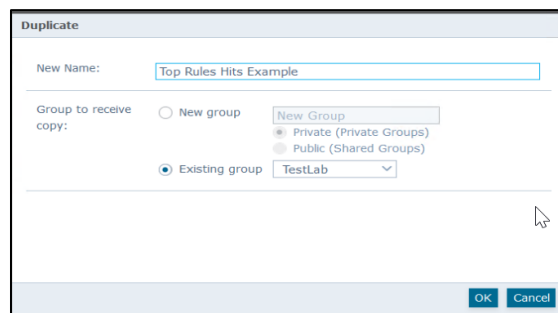 Duplicate
New Name:
Top Rules Hits Example
Group to receive copy:
New group
New Group
Private (Private Groups)
Public (Shared Groups)
Existing group
TestLab
OK
Cancel